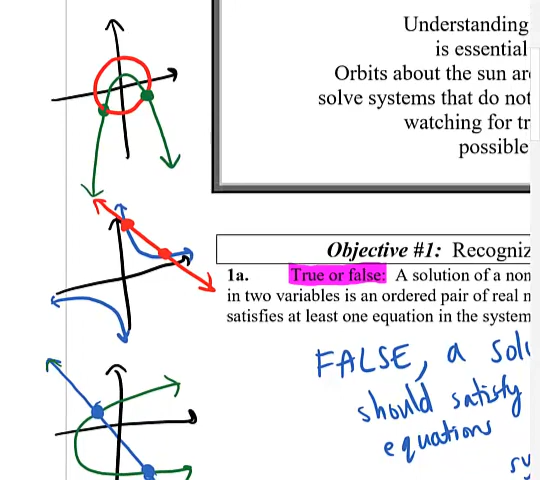 Understanding
is essential
Orbits about the sun ar
solve systems that do not
watching for tr
possible
Objective #1: Recogniz
1a. True or false: A solution of a non
in two variables is an ordered pair of real n
satisfies at least one equation in the system
FALSE, a solu
should satisfy
equations
sy